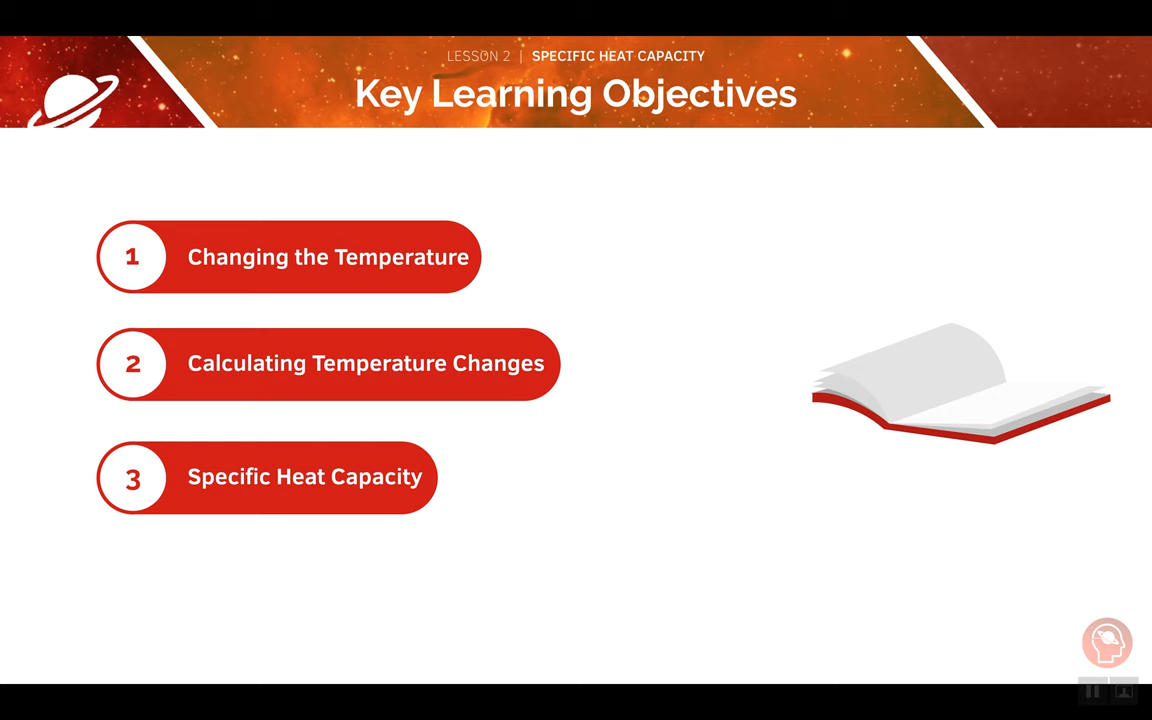 LESSON 2 | SPECIFIC HEAT CAPACITY
Key Learning Objectives
1 Changing the Temperature
2 Calculating Temperature Changes
3 Specific Heat Capacity